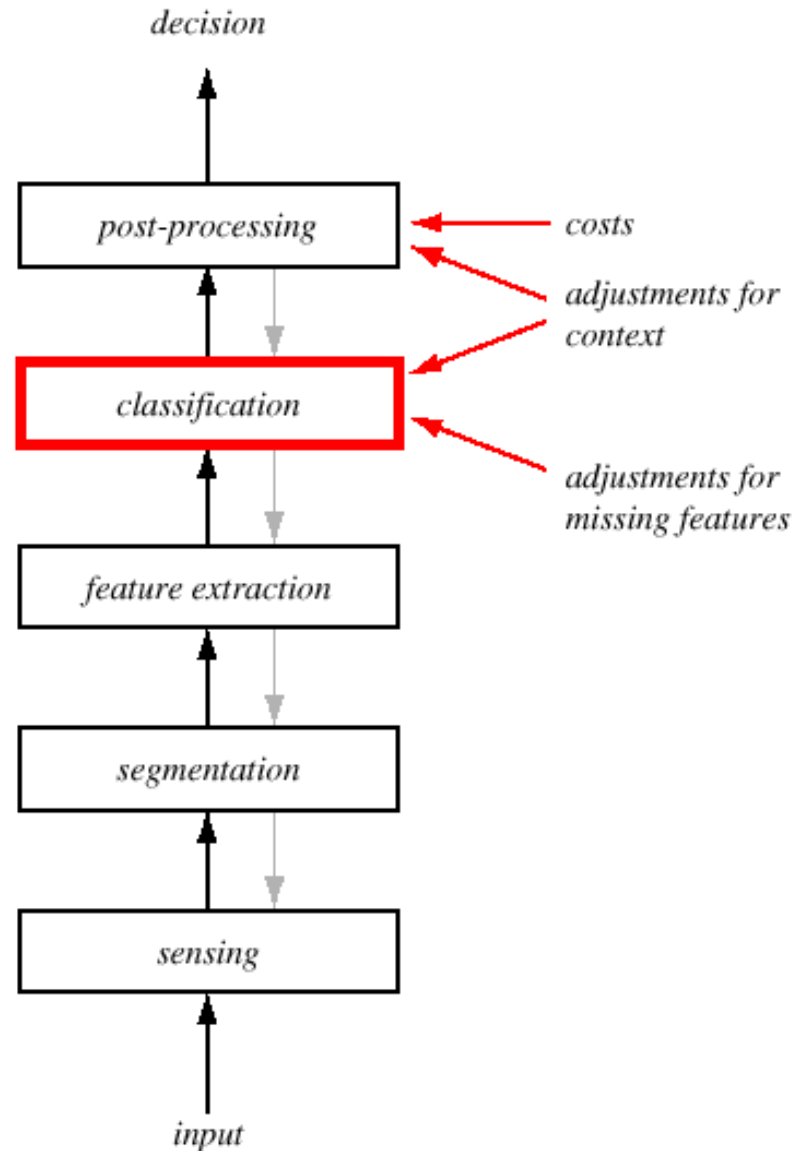 decision
post-processing
costs
adjustments for
context
classification
adjustments for
missing features
feature extraction
segmentation
sensing
input